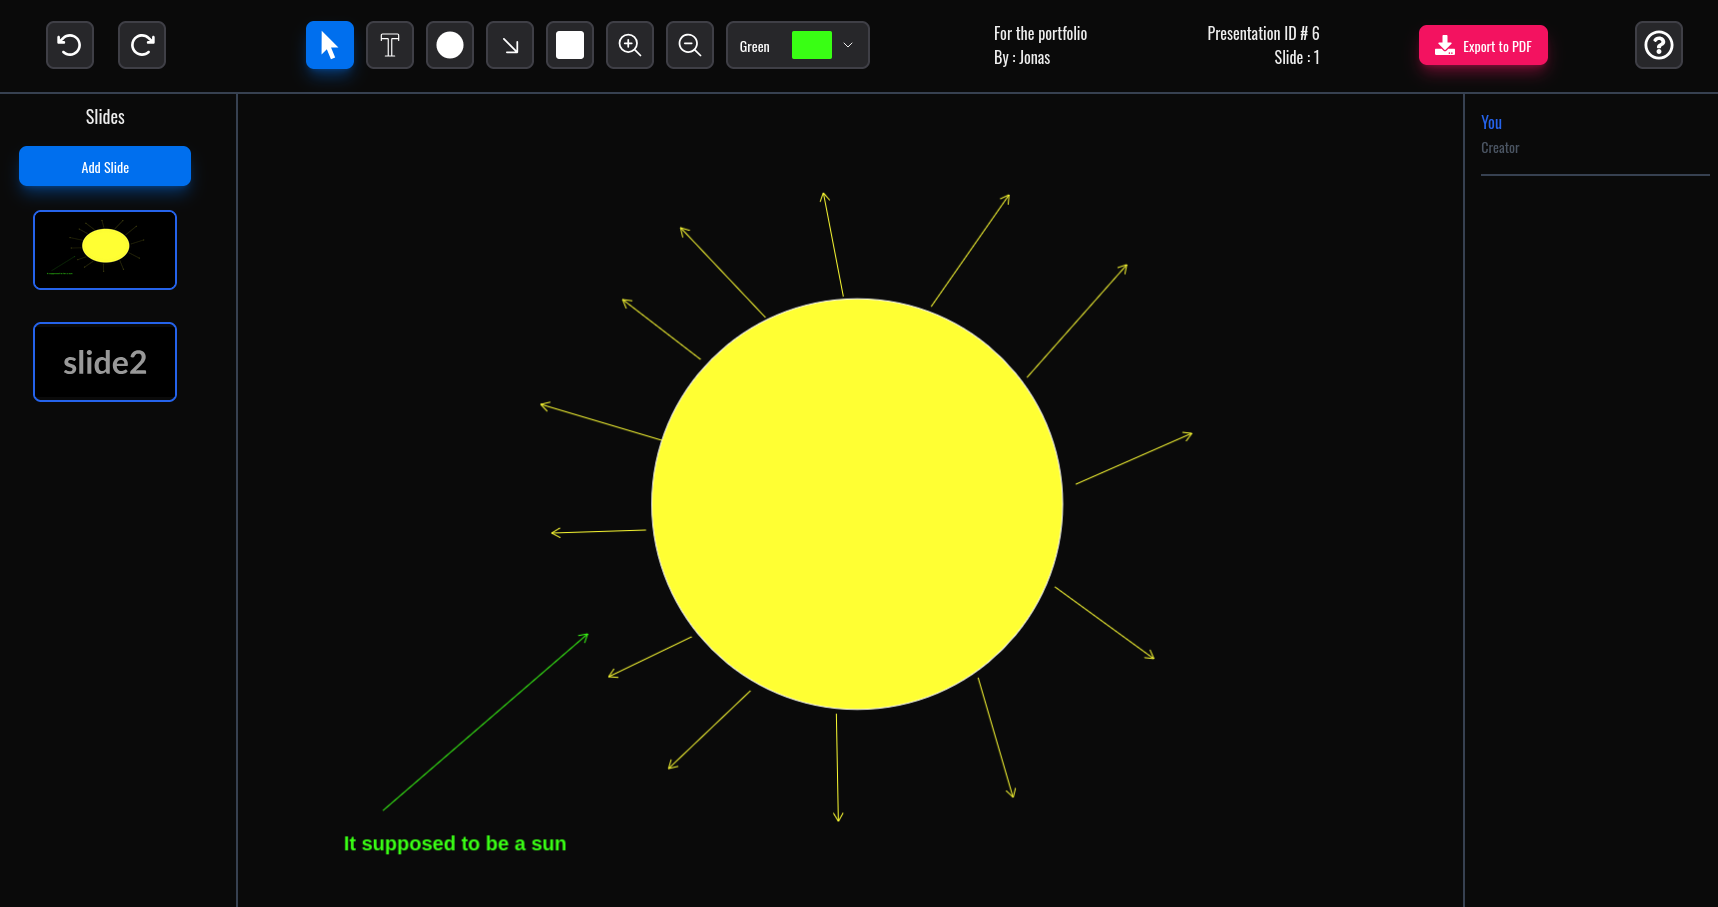 Green
For the portfolio
By : Jonas
Presentation ID # 6
Slide : 1
Export to PDF
Slides
Add Slide
slide2
You
Creator
It supposed to be a sun